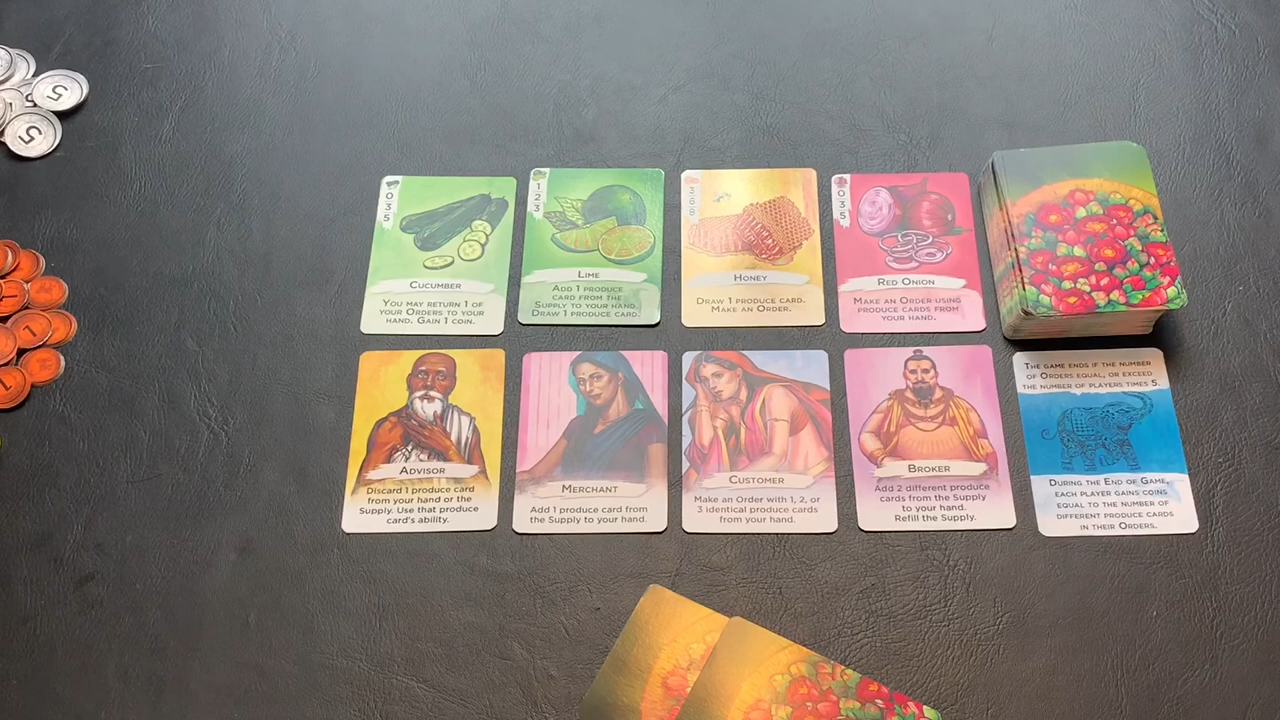 5
5
1
1
1
0
3
5
CUCUMBER
YOU MAY RETURN 1 OF
YOUR ORDERS TO YOUR
HAND. GAIN 1 COIN.
1
2
3
LIME
ADD 1 PRODUCE
CARD FROM THE
SUPPLY TO YOUR HAND.
DRAW 1 PRODUCE CARD.
HONEY
DRAW 1 PRODUCE CARD.
MAKE AN ORDER.
0
3
5
RED ONION
MAKE AN ORDER USING
PRODUCE CARDS FROM
YOUR HAND.
ADVISOR
Discard 1 produce card
from your hand or the
Supply. Use that produce
card's ability.
MERCHANT
Add 1 produce card from
the Supply to your hand.
CUSTOMER
Make an Order with 1, 2, or
3 identical produce cards
from your hand.
BROKER
Add 2 different produce
cards from the Supply
to your hand.
Refill the Supply.
THE GAME ENDS IF THE NUMBER
OF ORDERS EQUAL, OR EXCEED
THE NUMBER OF PLAYERS TIMES 5.
DURING THE END OF GAME,
EACH PLAYER GAINS COINS
EQUAL TO THE NUMBER OF
DIFFERENT PRODUCE CARDS
IN THEIR ORDERS.